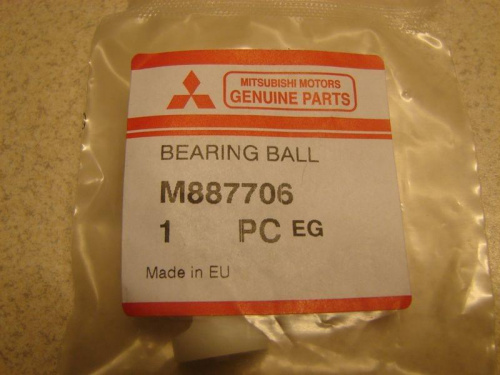 MITSUBISHI MOTORS
GENUINE PARTS
BEARING BALL
M887706
1 PC EG
Made in EU